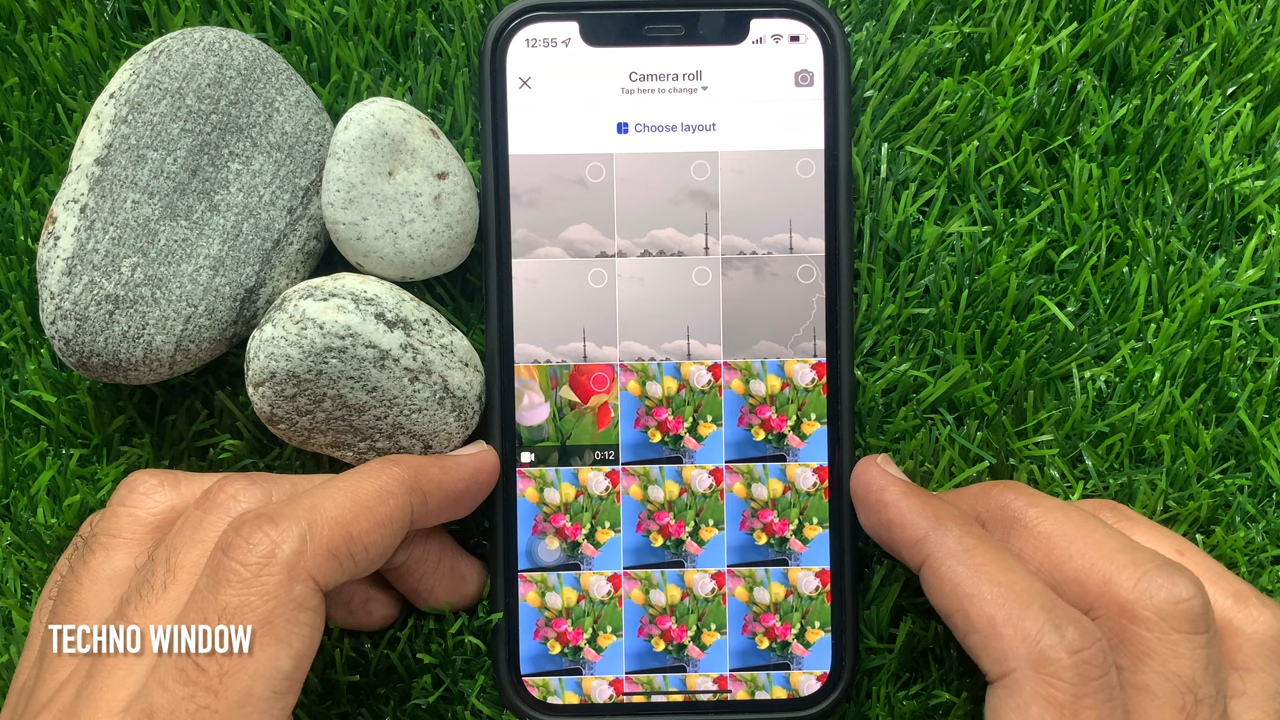 12:55
Camera roll
Tap here to change
Choose layout
0:12
TECHNO WINDOW